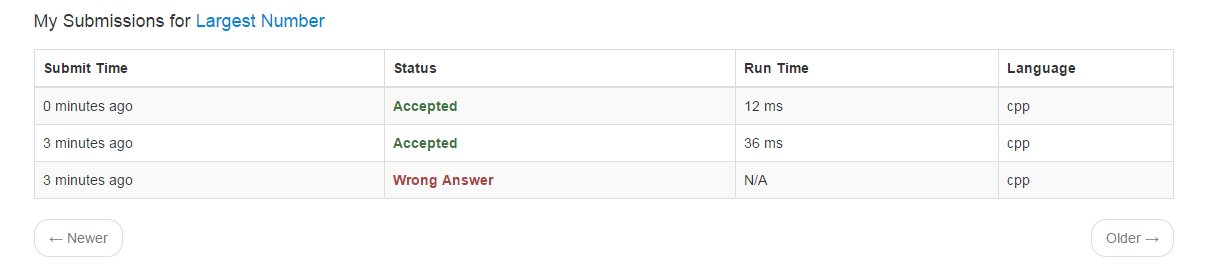 My Submissions for Largest Number
Submit Time Status Run Time Language
0 minutes ago Accepted 12 ms cpp
3 minutes ago Accepted 36 ms cpp
3 minutes ago Wrong Answer N/A cpp
← Newer Older →